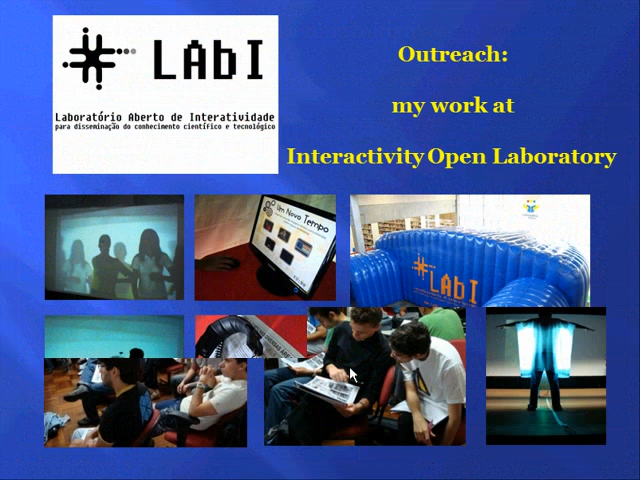 LAbI
Laboratório Aberto de Interatividade
para disseminação do conhecimento científico e tecnológico
Outreach:
my work at
Interactivity Open Laboratory
Um Novo Tempo
LAbI